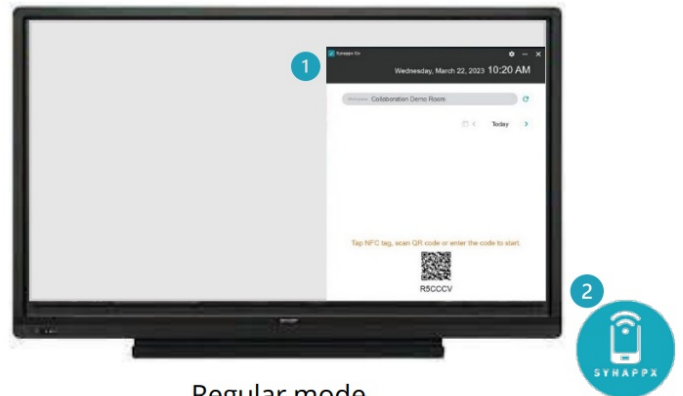 1
Synappx Go
Wednesday, March 22, 2023 10:20 AM
Collaboration Demo Room
Today
Tap NFC tag, scan QR code or enter the code to start.
R5CCCV
SHARP
2
SYNAPPX
Regular mode